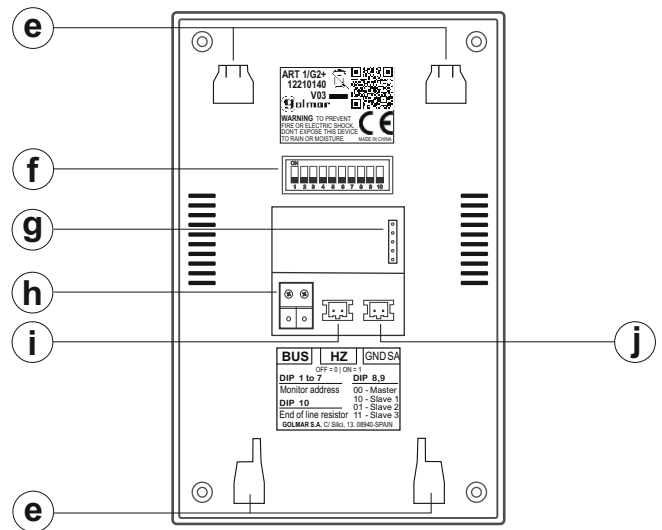 e
ART 1/G2+
12210140
V03
golmar
WARNING TO PREVENT
FIRE OR ELECTRIC SHOCK,
DON'T EXPOSE THIS DEVICE
TO RAIN OR MOISTURE
CE
MADE IN CHINA
f
ON
1 2 3 4 5 6 7 8 9 10
g
h
i
j
BUS HZ GND SA
OFF = 0 | ON = 1
DIP 1 to 7 DIP 8,9
Monitor address 00 - Master
DIP 10 10 - Slave 1
01 - Slave 2
End of line resistor 11 - Slave 3
GOLMAR S.A. C/ Silici, 13. 08940-SPAIN
e